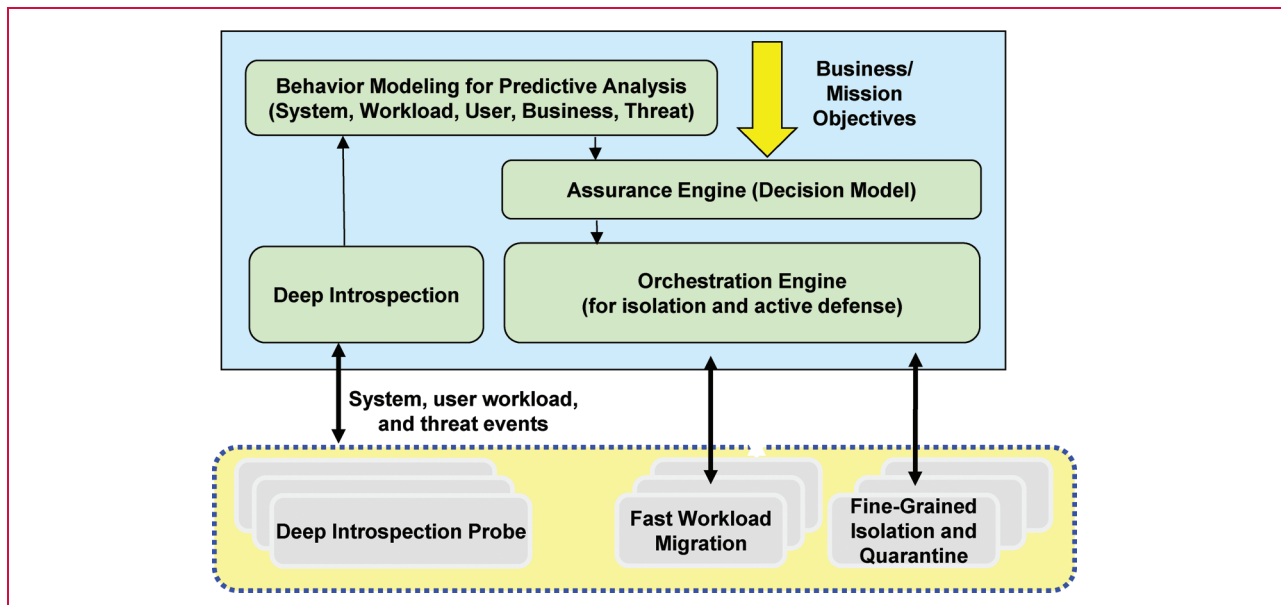 Behavior Modeling for Predictive Analysis
(System, Workload, User, Business, Threat)
Business/
Mission
Objectives
Assurance Engine (Decision Model)
Deep Introspection
Orchestration Engine
(for isolation and active defense)
System, user workload,
and threat events
Deep Introspection Probe
Fast Workload
Migration
Fine-Grained
Isolation and
Quarantine